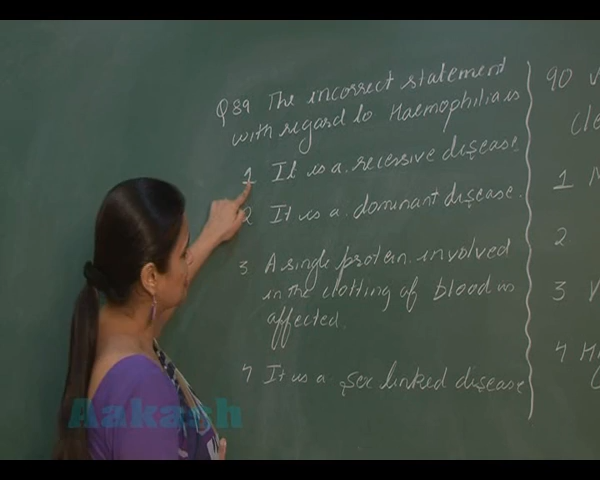 Q 89 The incorrect statement
with regard to Haemophilia is
1 It is a recessive disease
2 It is a dominant disease.
3 A single protein involved
in the clotting of blood is
affected.
4 It is a sex linked disease
90
1
2
3
4
Aakash